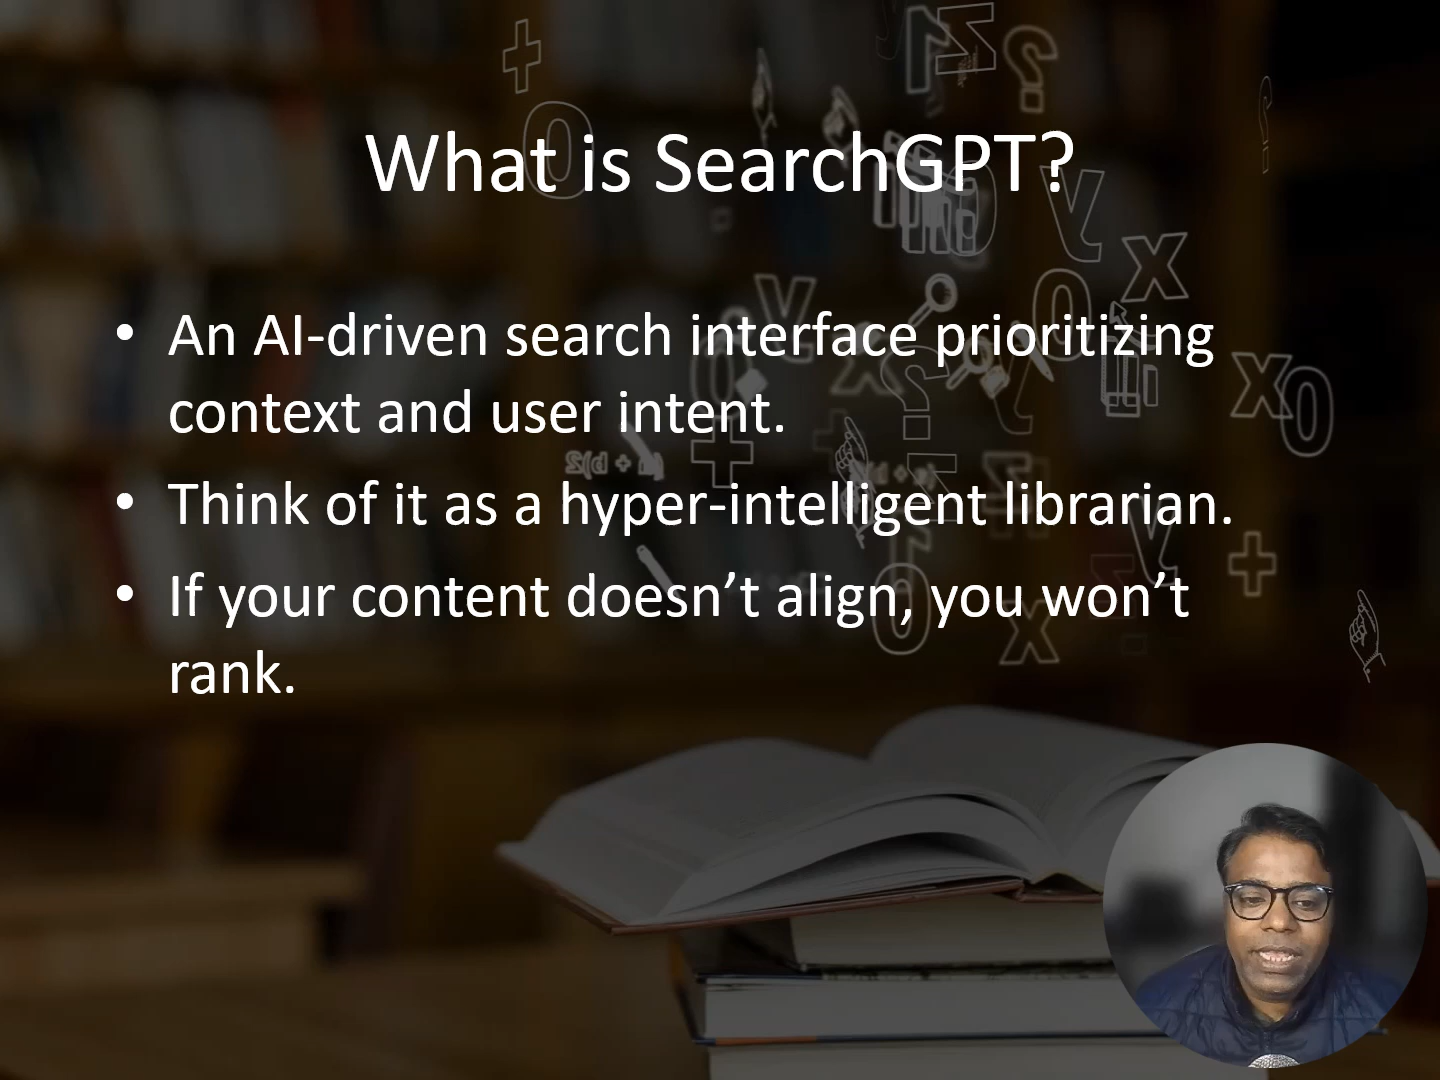 What is SearchGPT?
• An AI-driven search interface prioritizing
context and user intent.
• Think of it as a hyper-intelligent librarian.
• If your content doesn’t align, you won’t
rank.